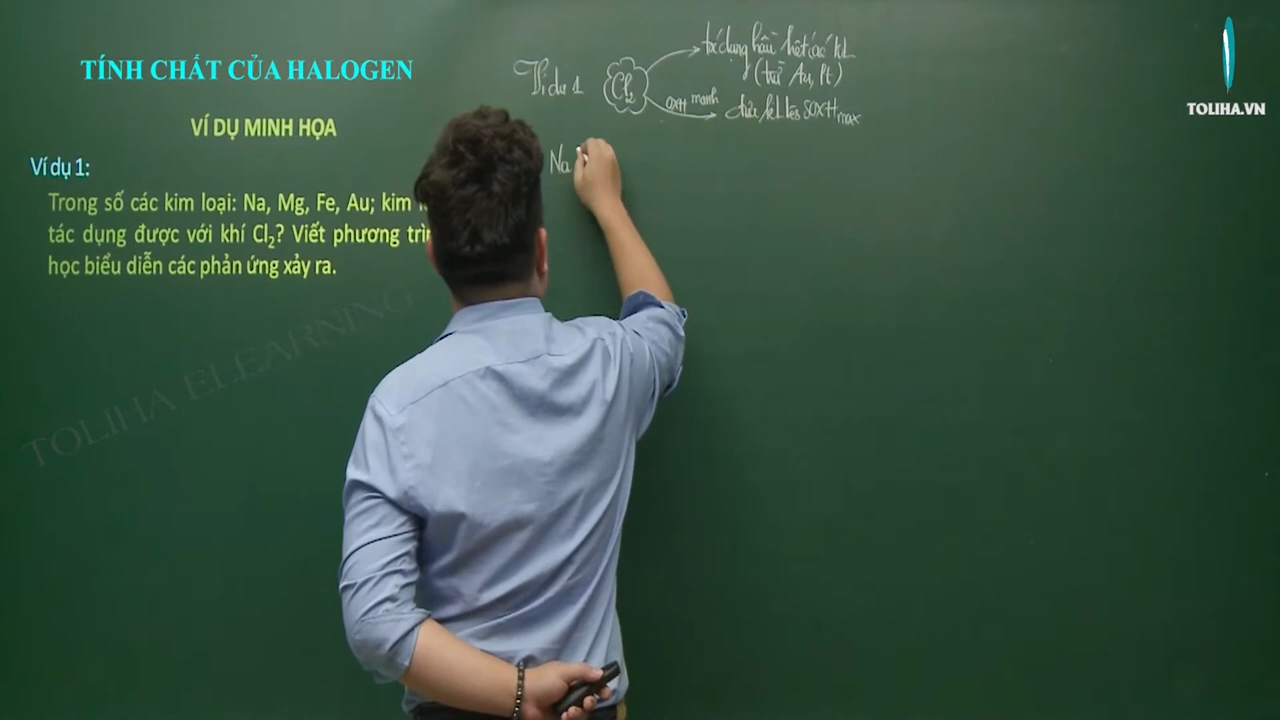 TÍNH CHẤT CỦA HALOGEN
VÍ DỤ MINH HỌA
Ví dụ 1:
Trong số các kim loại: Na, Mg, Fe, Au; kim
tác dụng được với khí Cl₂? Viết phương
học biểu diễn các phản ứng xảy ra.
TOLIHA ELEARNING
Ví dụ 1
Cl₂
tác dụng hầu hết các kL
(trừ Au, Pt)
OXH mạnh
đưa kL lên SOXH max
Na
TOLIHA.VN